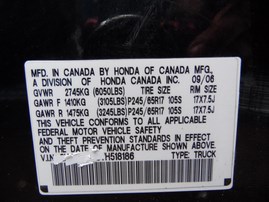 MFD. IN CANADA BY HONDA OF CANADA MFG.
A DIVISION OF HONDA CANADA INC. 09/06
GVWR 2745KG (6050LBS) TIRE SIZE RIM
GAWR F 1410KG (3105LBS) P245/65R17 105S 17X7.5J
GAWR R 1475KG (3245LBS) P245/65R17 105S 17X7.5J
THIS VEHICLE CONFORMS TO ALL APPLICABLE
FEDERAL MOTOR VEHICLE SAFETY
AND THEFT PREVENTION STANDARDS IN EFFECT
ON THE DATE OF MANUFACTURE SHOWN ABOVE.
V.I.N. H518186 TYPE: TRUCK